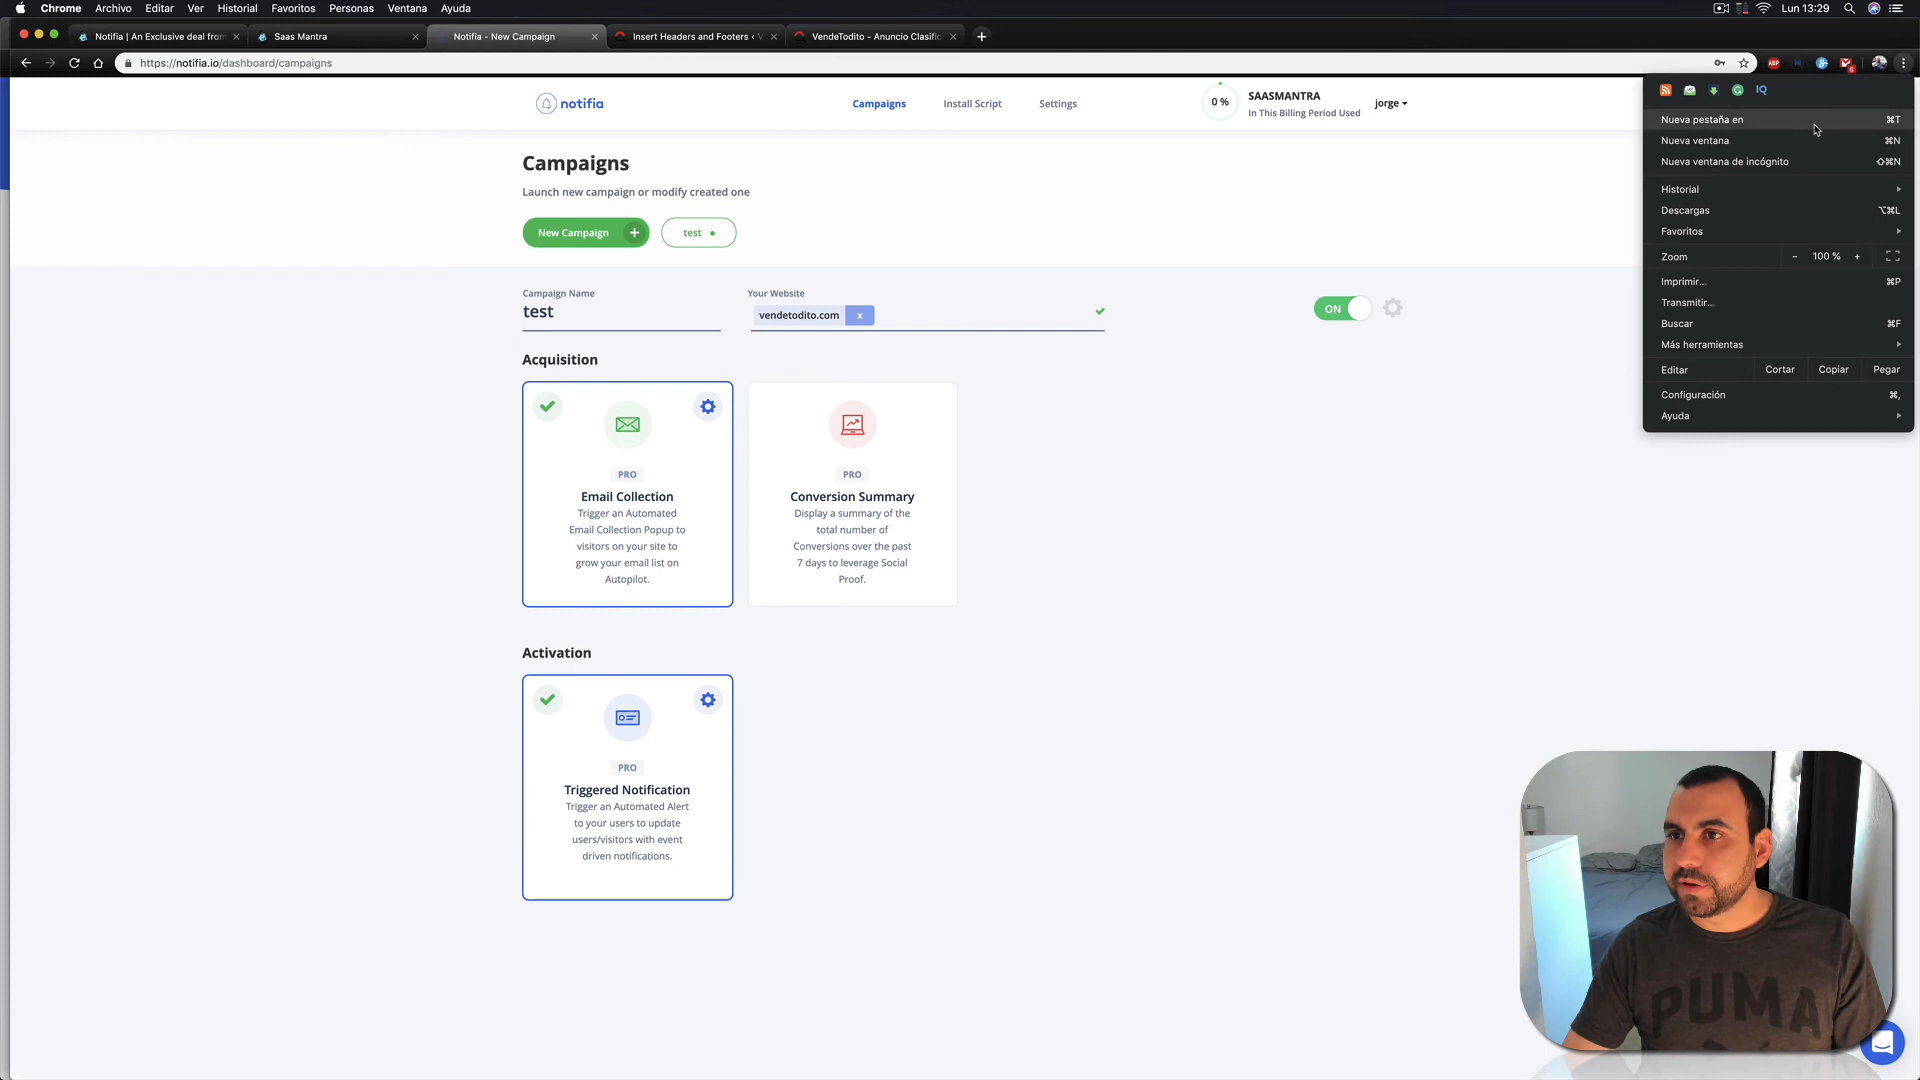 Chrome Archivo Editar Ver Historial Favoritos Personas Ventana Ayuda
Lun 13:29
Notifia | An Exclusive deal from
Saas Mantra
Notifia - New Campaign
Insert Headers and Footers ‹ V
VendeTodito - Anuncio Clasific
https://notifia.io/dashboard/campaigns
ABP
6
IQ
notifia
Campaigns
Install Script
Settings
0 %
SAASMANTRA
In This Billing Period Used
jorge
Nueva pestaña en ⌘T
Nueva ventana ⌘N
Nueva ventana de incógnito ⇧⌘N
Historial
Descargas ⌥⌘L
Favoritos
Zoom - 100 % +
Imprimir... ⌘P
Transmitir...
Buscar ⌘F
Más herramientas
Editar Cortar Copiar Pegar
Configuración ⌘,
Ayuda
Campaigns
Launch new campaign or modify created one
New Campaign +
test
Campaign Name
test
Your Website
vendetodito.com x
ON
Acquisition
PRO
Email Collection
Trigger an Automated
Email Collection Popup to
visitors on your site to
grow your email list on
Autopilot.
PRO
Conversion Summary
Display a summary of the
total number of
Conversions over the past
7 days to leverage Social
Proof.
Activation
PRO
Triggered Notification
Trigger an Automated Alert
to your users to update
users/visitors with event
driven notifications.
PUMA